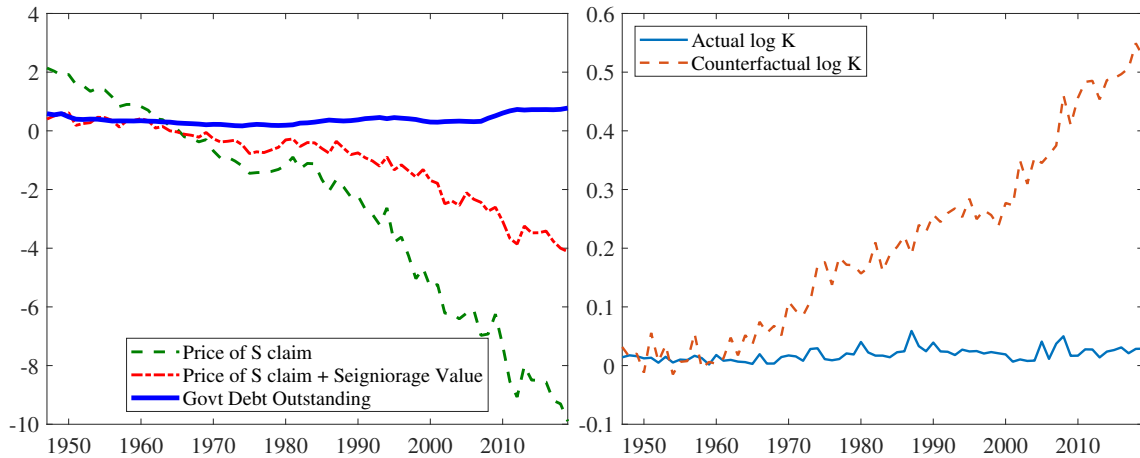 4
2
0
-2
-4
-6
-8
-10
1950 1960 1970 1980 1990 2000 2010
Price of S claim
Price of S claim + Seigniorage Value
Govt Debt Outstanding
0.6
0.5
0.4
0.3
0.2
0.1
0
-0.1
1950 1960 1970 1980 1990 2000 2010
Actual log K
Counterfactual log K